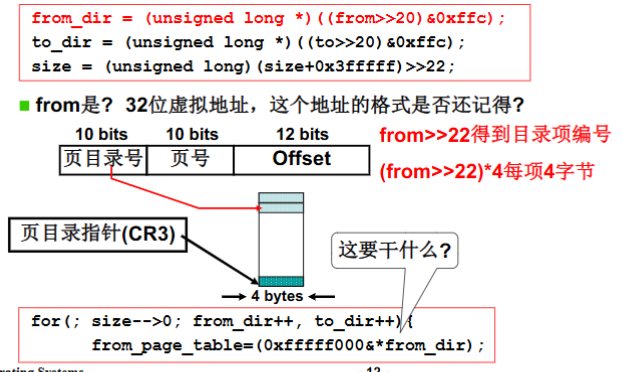 from_dir = (unsigned long *)((from>>20)&0xffc);
to_dir = (unsigned long *)((to>>20)&0xffc);
size = (unsigned long)(size+0x3fffff)>>22;
from是? 32位虚拟地址，这个地址的格式是否还记得?
10 bits 10 bits 12 bits
页目录号 页号 Offset
from>>22得到目录项编号
(from>>22)*4每项4字节
页目录指针(CR3)
这要干什么?
4 bytes
for(; size-->0; from_dir++, to_dir++){
from_page_table=(0xfffff000&*from_dir);